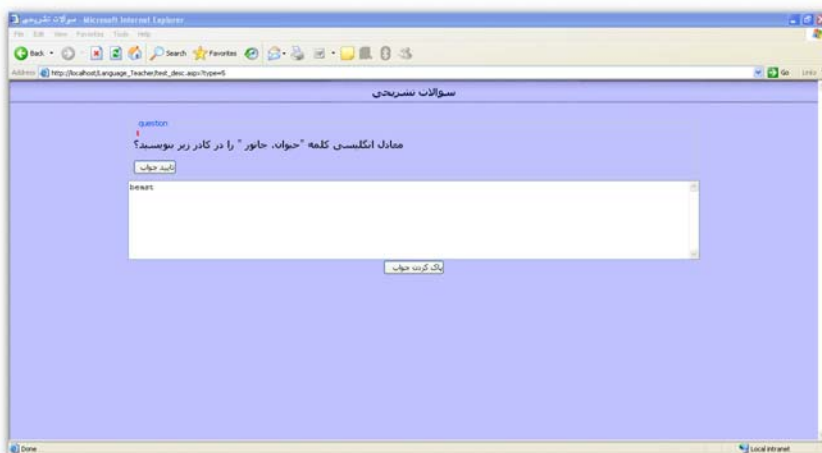 سوالات تشریحی - Microsoft Internet Explorer
File Edit View Favorites Tools Help
Back Search Favorites
Address http://localhost/Language_Teacher/test_desc.aspx?type=5 Go Links
سوالات تشریحی
question
معادل انگلیسی کلمه "حیوان، جانور " را در کادر زیر بنویسید؟
تایید جواب
beast
پاک کردن جواب
Done Local intranet